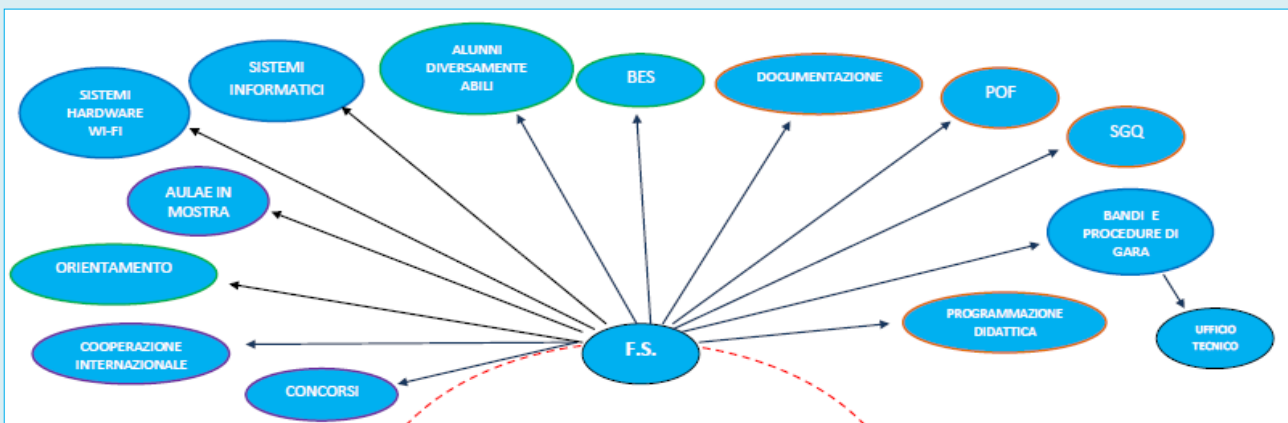 SISTEMI
HARDWARE
WI-FI
SISTEMI
INFORMATICI
ALUNNI
DIVERSAMENTE
ABILI
BES
DOCUMENTAZIONE
POF
SGQ
AULAE IN
MOSTRA
BANDI E
PROCEDURE DI
GARA
ORIENTAMENTO
PROGRAMMAZIONE
DIDATTICA
UFFICIO
TECNICO
F.S.
COOPERAZIONE
INTERNAZIONALE
CONCORSI